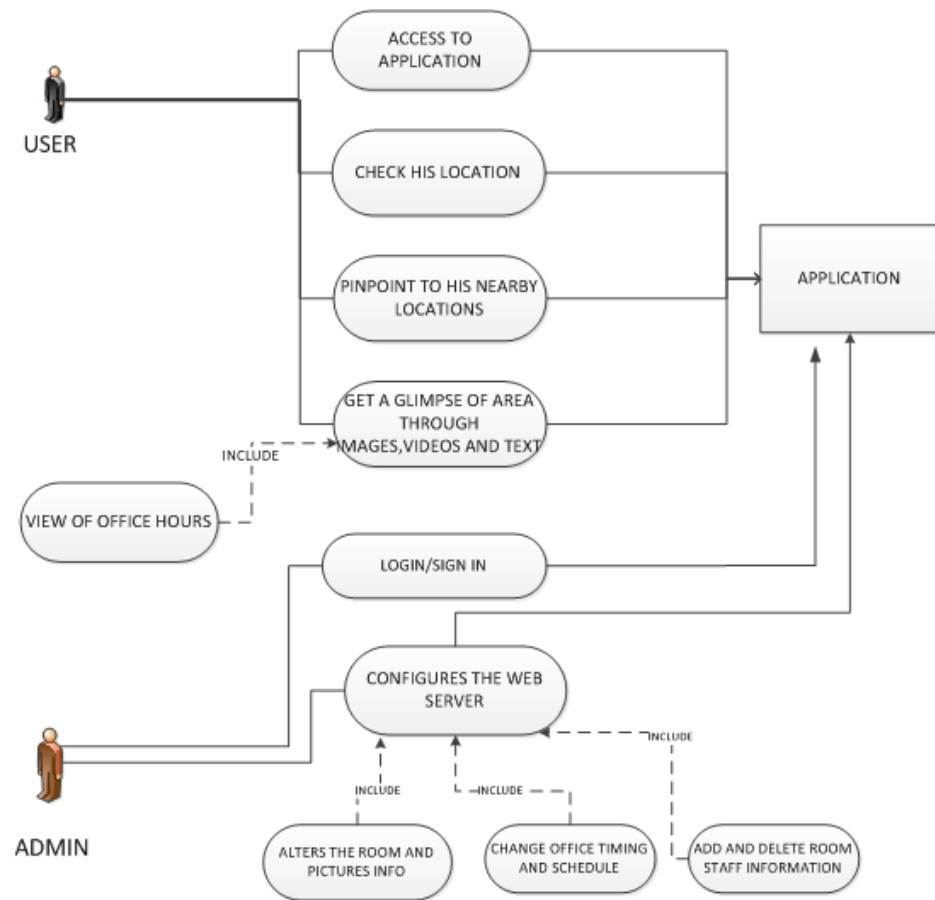 ACCESS TO
APPLICATION
USER
CHECK HIS LOCATION
APPLICATION
PINPOINT TO HIS NEARBY
LOCATIONS
GET A GLIMPSE OF AREA
THROUGH
IMAGES,VIDEOS AND TEXT
INCLUDE
VIEW OF OFFICE HOURS
LOGIN/SIGN IN
CONFIGURES THE WEB
SERVER
INCLUDE
INCLUDE
INCLUDE
ADMIN
ALTERS THE ROOM AND
PICTURES INFO
CHANGE OFFICE TIMING
AND SCHEDULE
ADD AND DELETE ROOM
STAFF INFORMATION